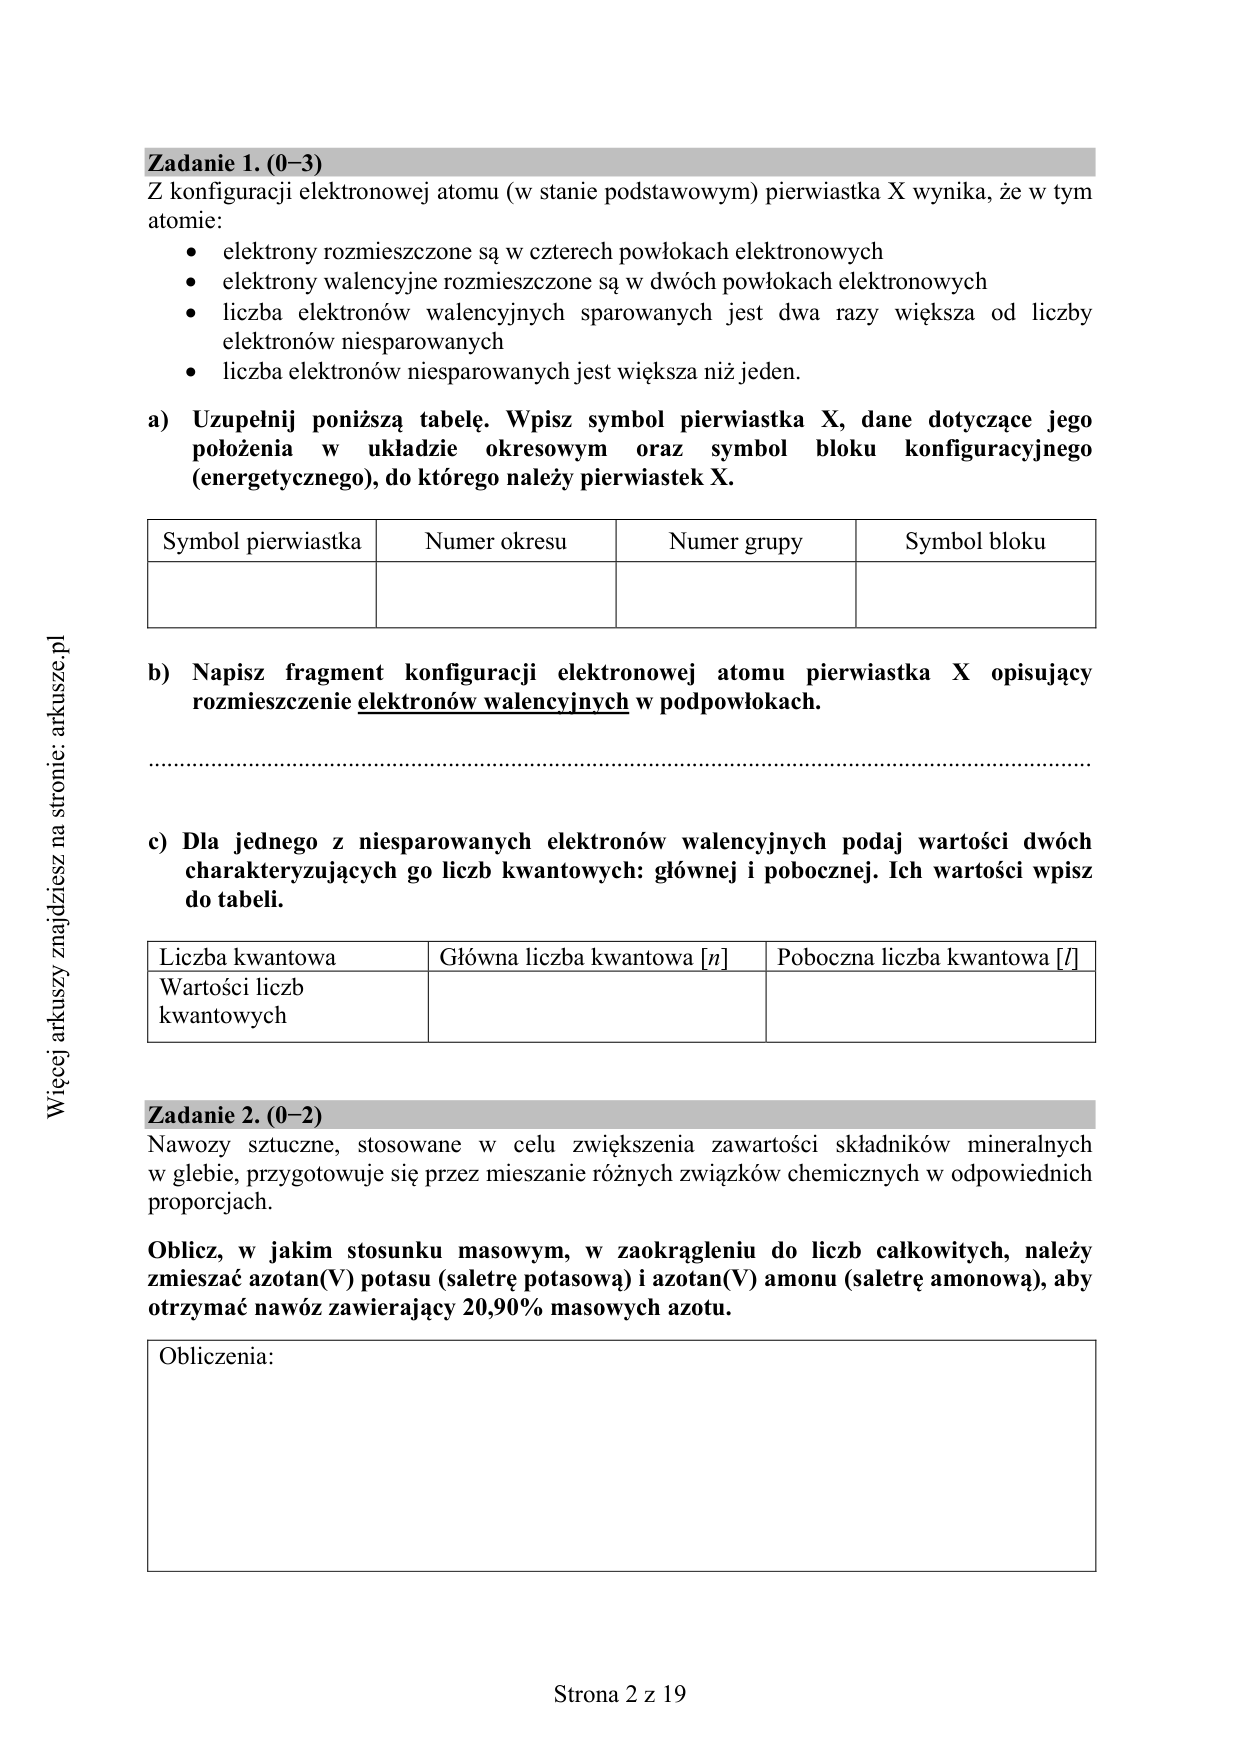 Zadanie 1. (0−3)
Z konfiguracji elektronowej atomu (w stanie podstawowym) pierwiastka X wynika, że w tym
atomie:
• elektrony rozmieszczone są w czterech powłokach elektronowych
• elektrony walencyjne rozmieszczone są w dwóch powłokach elektronowych
• liczba elektronów walencyjnych sparowanych jest dwa razy większa od liczby
elektronów niesparowanych
• liczba elektronów niesparowanych jest większa niż jeden.
a) Uzupełnij poniższą tabelę. Wpisz symbol pierwiastka X, dane dotyczące jego
położenia w układzie okresowym oraz symbol bloku konfiguracyjnego
(energetycznego), do którego należy pierwiastek X.
Symbol pierwiastka Numer okresu Numer grupy Symbol bloku
b) Napisz fragment konfiguracji elektronowej atomu pierwiastka X opisujący
rozmieszczenie elektronów walencyjnych w podpowłokach.
c) Dla jednego z niesparowanych elektronów walencyjnych podaj wartości dwóch
charakteryzujących go liczb kwantowych: głównej i pobocznej. Ich wartości wpisz
do tabeli.
Liczba kwantowa Główna liczba kwantowa [n] Poboczna liczba kwantowa [l]
Wartości liczb
kwantowych
Zadanie 2. (0−2)
Nawozy sztuczne, stosowane w celu zwiększenia zawartości składników mineralnych
w glebie, przygotowuje się przez mieszanie różnych związków chemicznych w odpowiednich
proporcjach.
Oblicz, w jakim stosunku masowym, w zaokrągleniu do liczb całkowitych, należy
zmieszać azotan(V) potasu (saletrę potasową) i azotan(V) amonu (saletrę amonową), aby
otrzymać nawóz zawierający 20,90% masowych azotu.
Obliczenia:
Strona 2 z 19
Więcej arkuszy znajdziesz na stronie: arkusze.pl